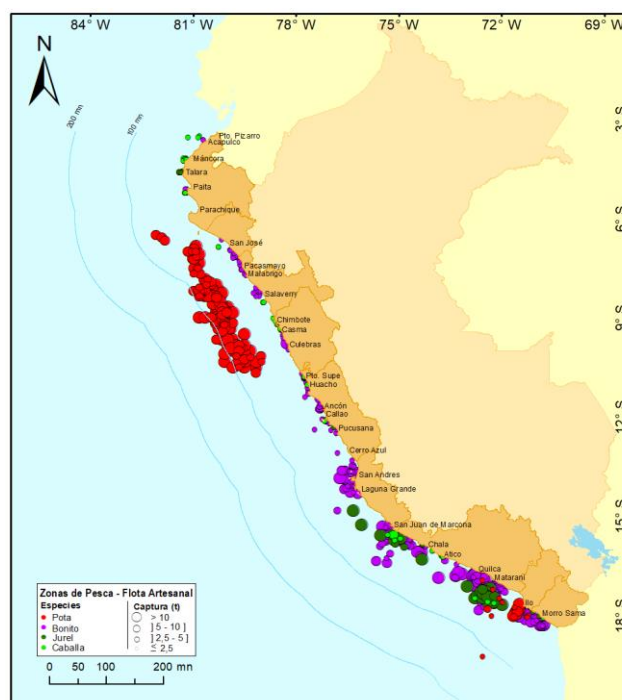 84° W
81° W
78° W
75° W
72° W
69° W
N
3° S
6° S
9° S
12° S
15° S
18° S
200 mn
100 mn
Pto. Pizarro
Acapulco
Máncora
Talara
Paita
Parachique
San José
Pacasmayo
Malabrigo
Salaverry
Chimbote
Casma
Culebras
Pto. Supe
Huacho
Ancón
Callao
Pucusana
Cerro Azul
San Andres
Laguna Grande
San Juan de Marcona
Chala
Atico
Quilca
Matarani
Ilo
Morro Sama
Zonas de Pesca - Flota Artesanal
Especies
Captura (t)
Pota
> 10
Bonito
] 5 - 10 ]
Jurel
] 2,5 - 5 ]
Caballa
≤ 2,5
0 50 100 200 mn